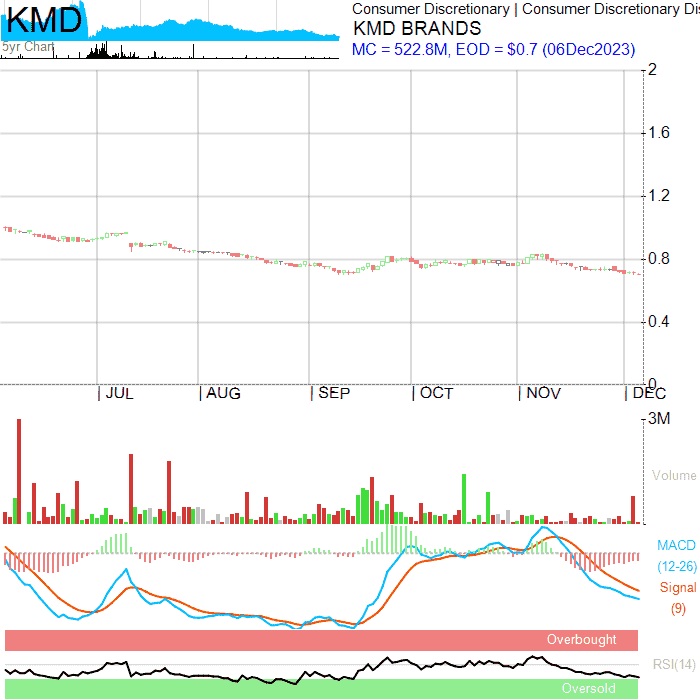 KMD
5yr Chart
Consumer Discretionary | Consumer Discretionary Dis
KMD BRANDS
MC = 522.8M, EOD = $0.7 (06Dec2023)
2
1.6
1.2
0.8
0.4
0
| JUL | AUG | SEP | OCT | NOV | DEC
3M
Volume
MACD
(12-26)
Signal
(9)
Overbought
RSI(14)
Oversold